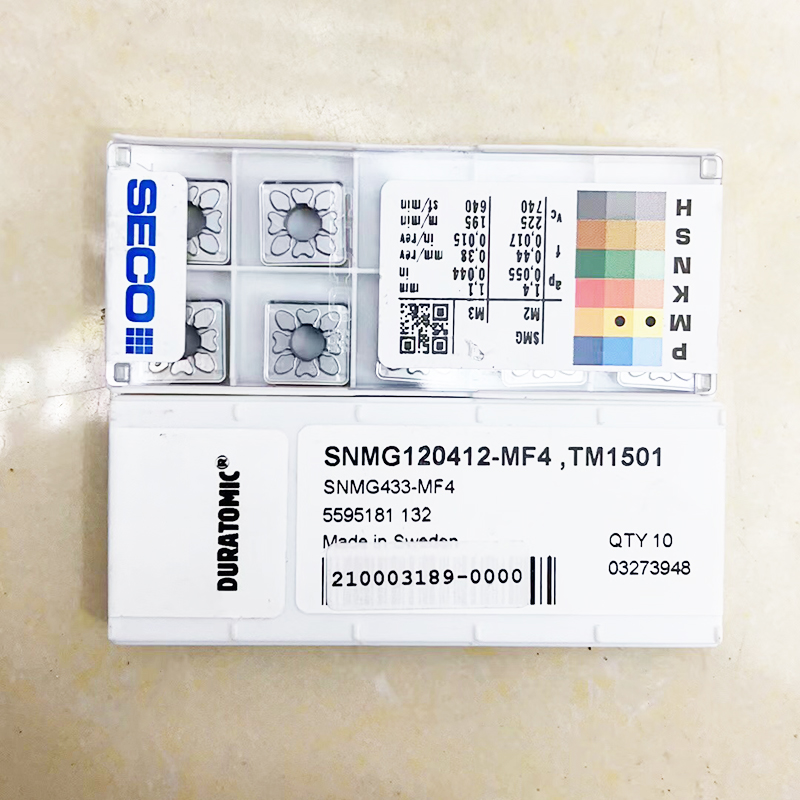 SECO
SMG
M2 M3
ap 1.4 1.1 mm
0.055 0.044 in
f 0.44 0.38 mm/rev
0.017 0.015 in/rev
vc 225 195 m/min
740 640 sf/min
P
M
K
N
S
H
DURATOMIC®
SNMG120412-MF4 ,TM1501
SNMG433-MF4
5595181 132
Made in Sweden
QTY 10
03273948
210003189-0000